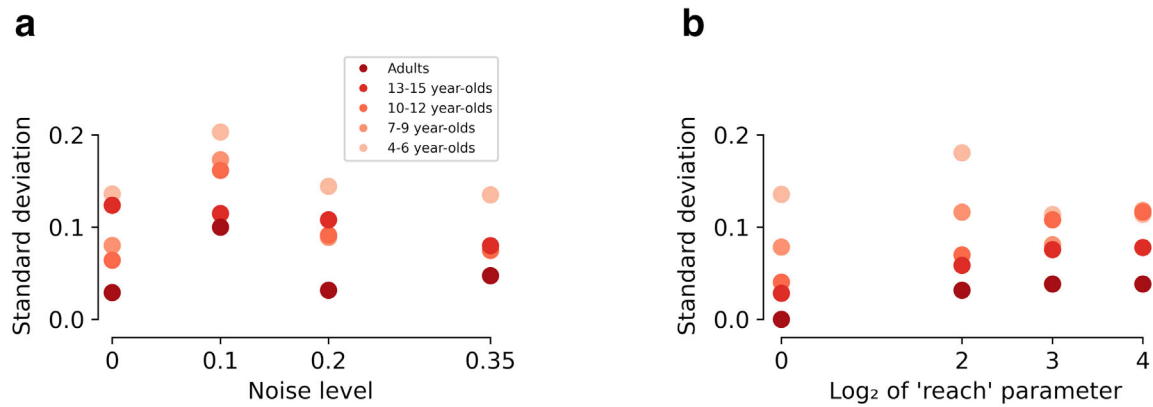 a
Adults
13-15 year-olds
10-12 year-olds
7-9 year-olds
4-6 year-olds
Standard deviation
0.2
0.1
0.0
0
0.1
0.2
0.35
Noise level
b
Standard deviation
0.2
0.1
0.0
0
2
3
4
Log₂ of 'reach' parameter